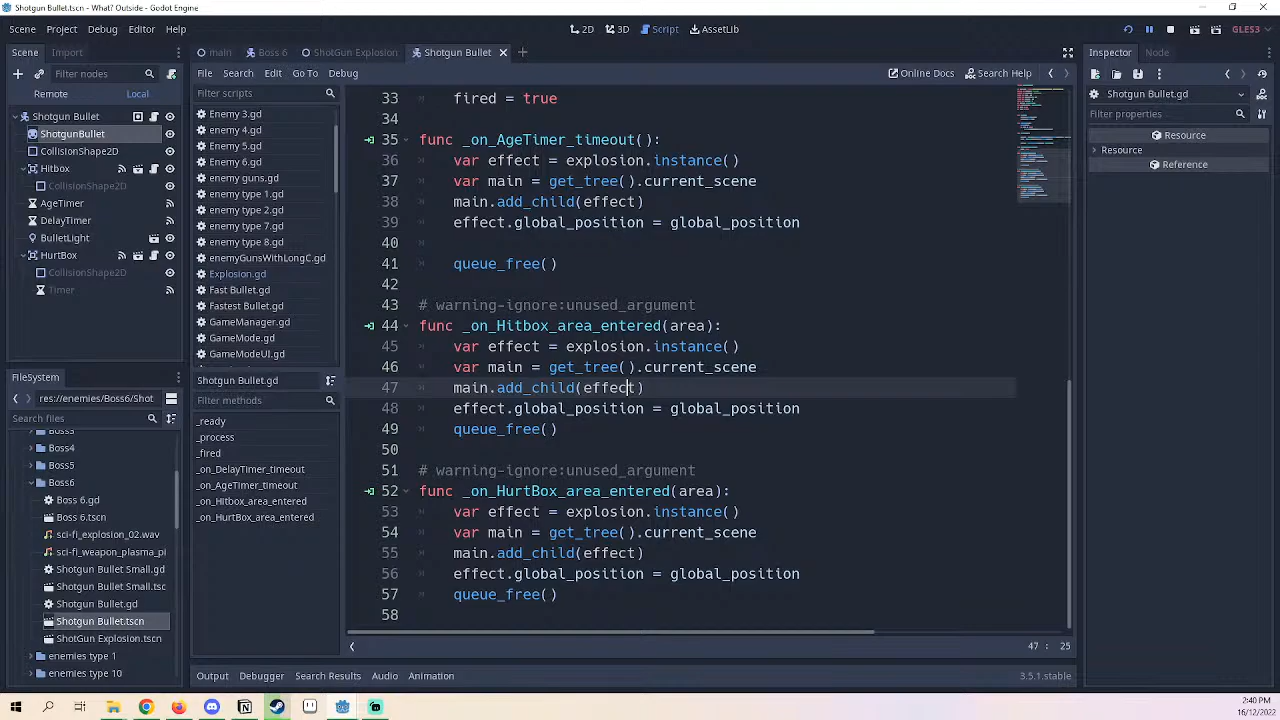 Shotgun Bullet.tscn - What? Outside - Godot Engine
Scene Project Debug Editor Help
2D 3D Script AssetLib
GLES3
Scene Import
Filter nodes
Remote Local
Shotgun Bullet
ShotgunBullet
CollisionShape2D
Hitbox
CollisionShape2D
AgeTimer
DelayTimer
BulletLight
HurtBox
CollisionShape2D
Timer
FileSystem
res://enemies/Boss6/Shot
Search files
Boss3
Boss4
Boss5
Boss6
Boss 6.gd
Boss 6.tscn
sci-fi_explosion_02.wav
sci-fi_weapon_plasma_pi
Shotgun Bullet Small.gd
Shotgun Bullet Small.tsc
Shotgun Bullet.gd
Shotgun Bullet.tscn
ShotGun Explosion.tscn
enemies type 1
enemies type 10
main Boss 6 ShotGun Explosion Shotgun Bullet
File Search Edit Go To Debug
Online Docs Search Help
Filter scripts
Enemy 3.gd
enemy 4.gd
Enemy 5.gd
Enemy 6.gd
enemy guns.gd
enemy type 1.gd
enemy type 2.gd
enemy type 7.gd
enemy type 8.gd
enemyGunsWithLongC.gd
Explosion.gd
Fast Bullet.gd
Fastest Bullet.gd
GameManager.gd
GameMode.gd
GameModeUI.gd
Shotgun Bullet.gd
Filter methods
_ready
_process
_fired
_on_DelayTimer_timeout
_on_AgeTimer_timeout
_on_Hitbox_area_entered
_on_HurtBox_area_entered
33 fired = true
34
35 func _on_AgeTimer_timeout():
36 var effect = explosion.instance()
37 var main = get_tree().current_scene
38 main.add_child(effect)
39 effect.global_position = global_position
40
41 queue_free()
42
43 # warning-ignore:unused_argument
44 func _on_Hitbox_area_entered(area):
45 var effect = explosion.instance()
46 var main = get_tree().current_scene
47 main.add_child(effect)
48 effect.global_position = global_position
49 queue_free()
50
51 # warning-ignore:unused_argument
52 func _on_HurtBox_area_entered(area):
53 var effect = explosion.instance()
54 var main = get_tree().current_scene
55 main.add_child(effect)
56 effect.global_position = global_position
57 queue_free()
58
47 : 25
Output Debugger Search Results Audio Animation
3.5.1.stable
Inspector Node
Shotgun Bullet.gd
Filter properties
Resource
Resource
Reference
2:40 PM
16/12/2022